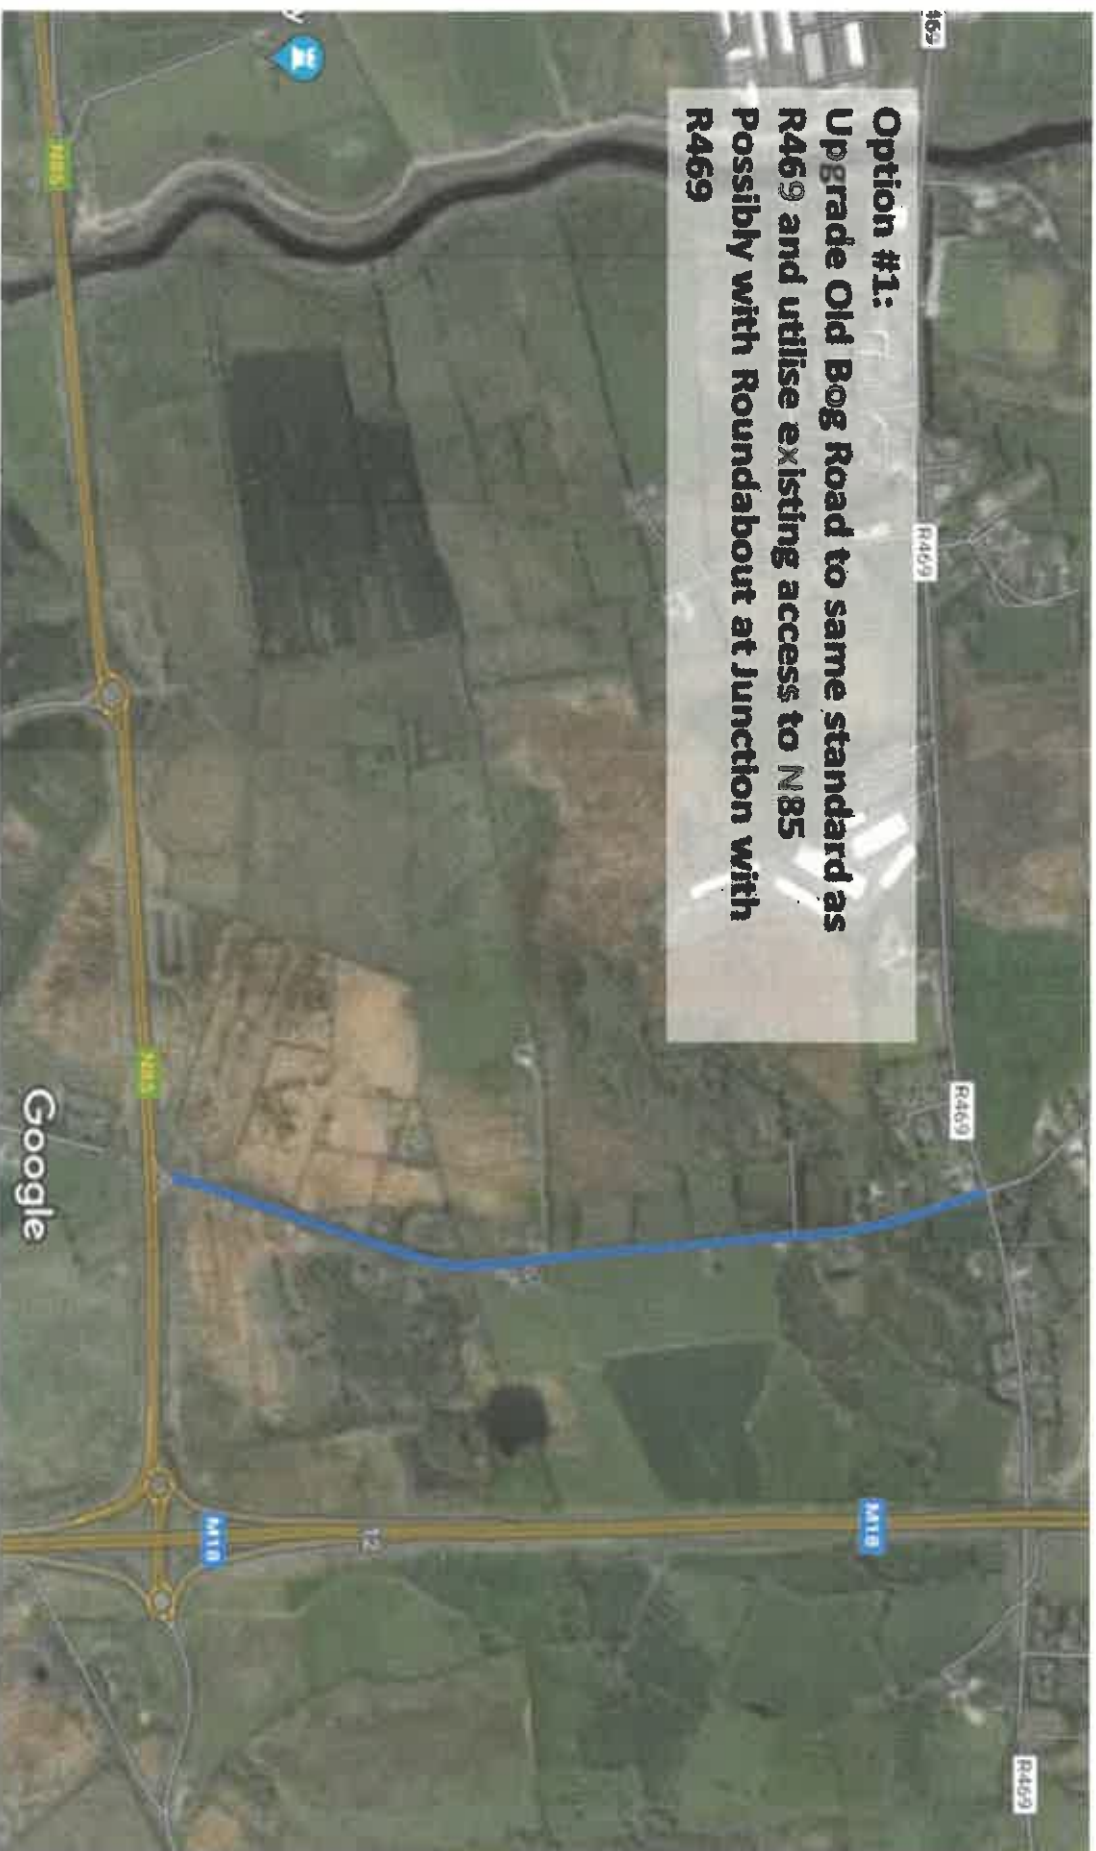 Option #1:
Upgrade Old Bog Road to same standard as
R469 and utilise existing access to N85
Possibly with Roundabout at Junction with
R469
R469
R469
R469
M18
M18
12
N85
N85
y
Google